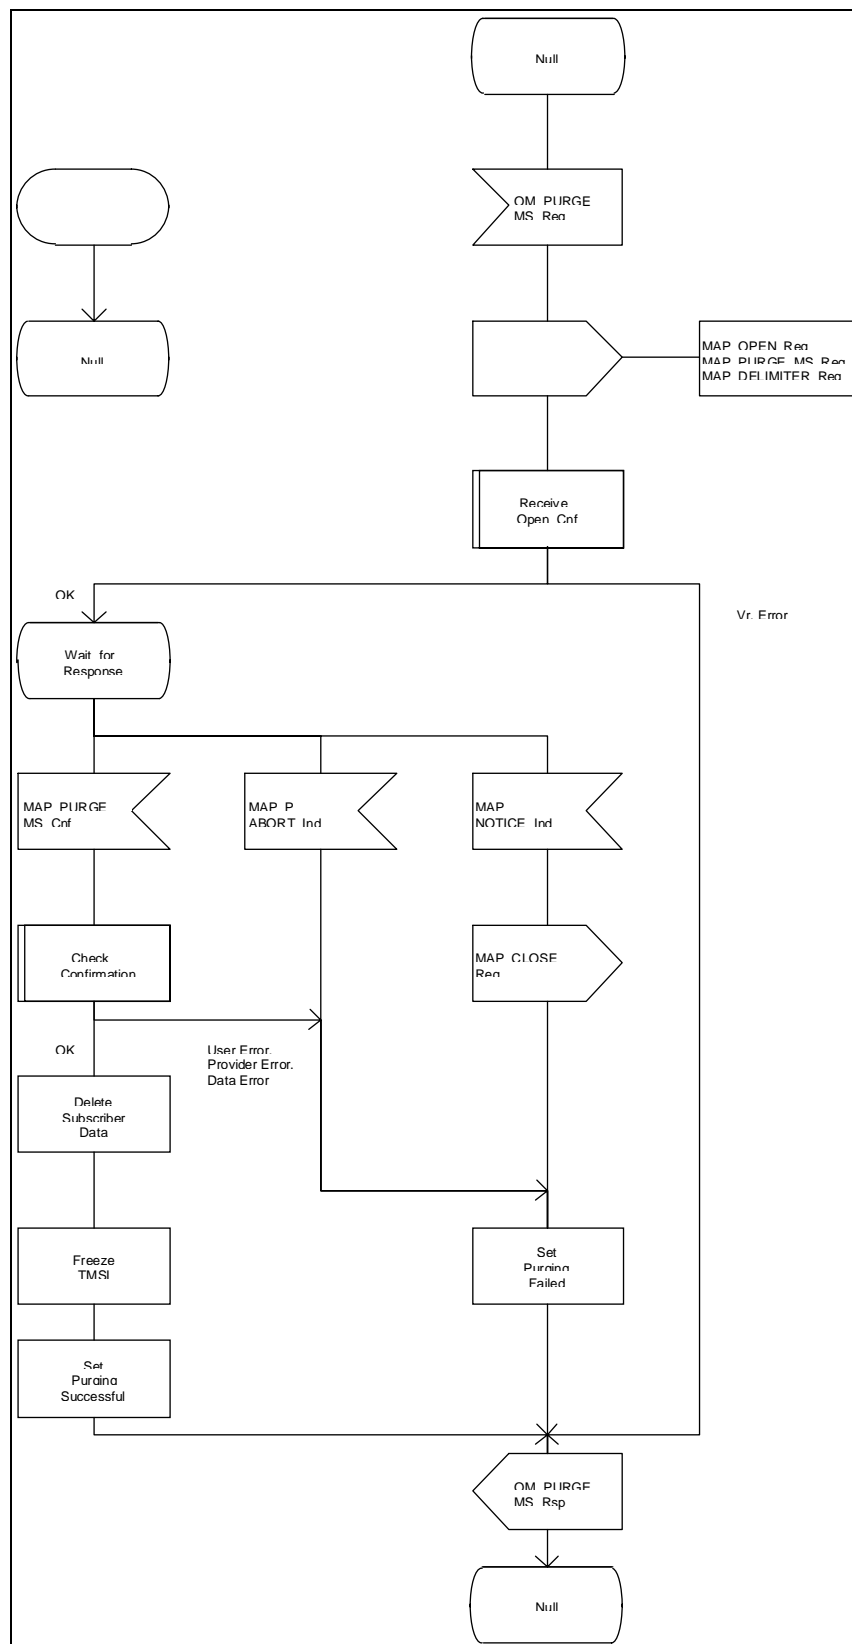 Null
OM_PURGE
MS_Req
Null
MAP_OPEN_Req
MAP_PURGE_MS_Req
MAP_DELIMITER_Req
Receive
Open_Cnf
OK
Vr, Error
Wait_for
Response
MAP_PURGE
MS_Cnf
MAP_P
ABORT_Ind
MAP
NOTICE_Ind
Check
Confirmation
MAP_CLOSE
Req
OK
User Error,
Provider Error,
Data Error
Delete
Subscriber
Data
Freeze
TMSI
Set
Purging
Failed
Set
Purging
Successful
OM_PURGE
MS_Rsp
Null